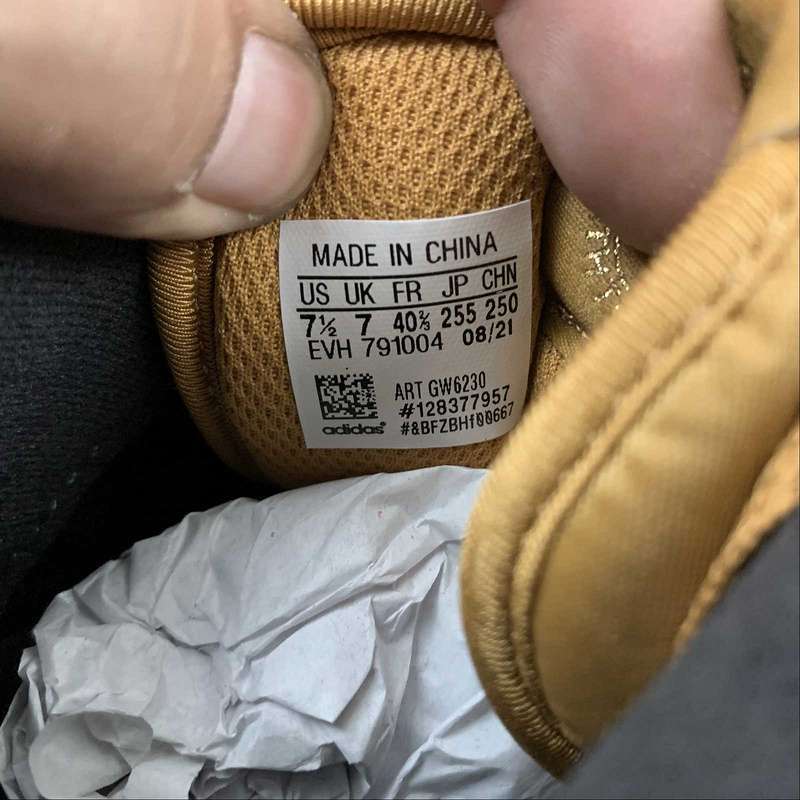 MADE IN CHINA
US UK FR JP CHN
7½ 7 40⅔ 255 250
EVH 791004 08/21
ART GW6230
#128377957
adidas® #&BFZBHf00667